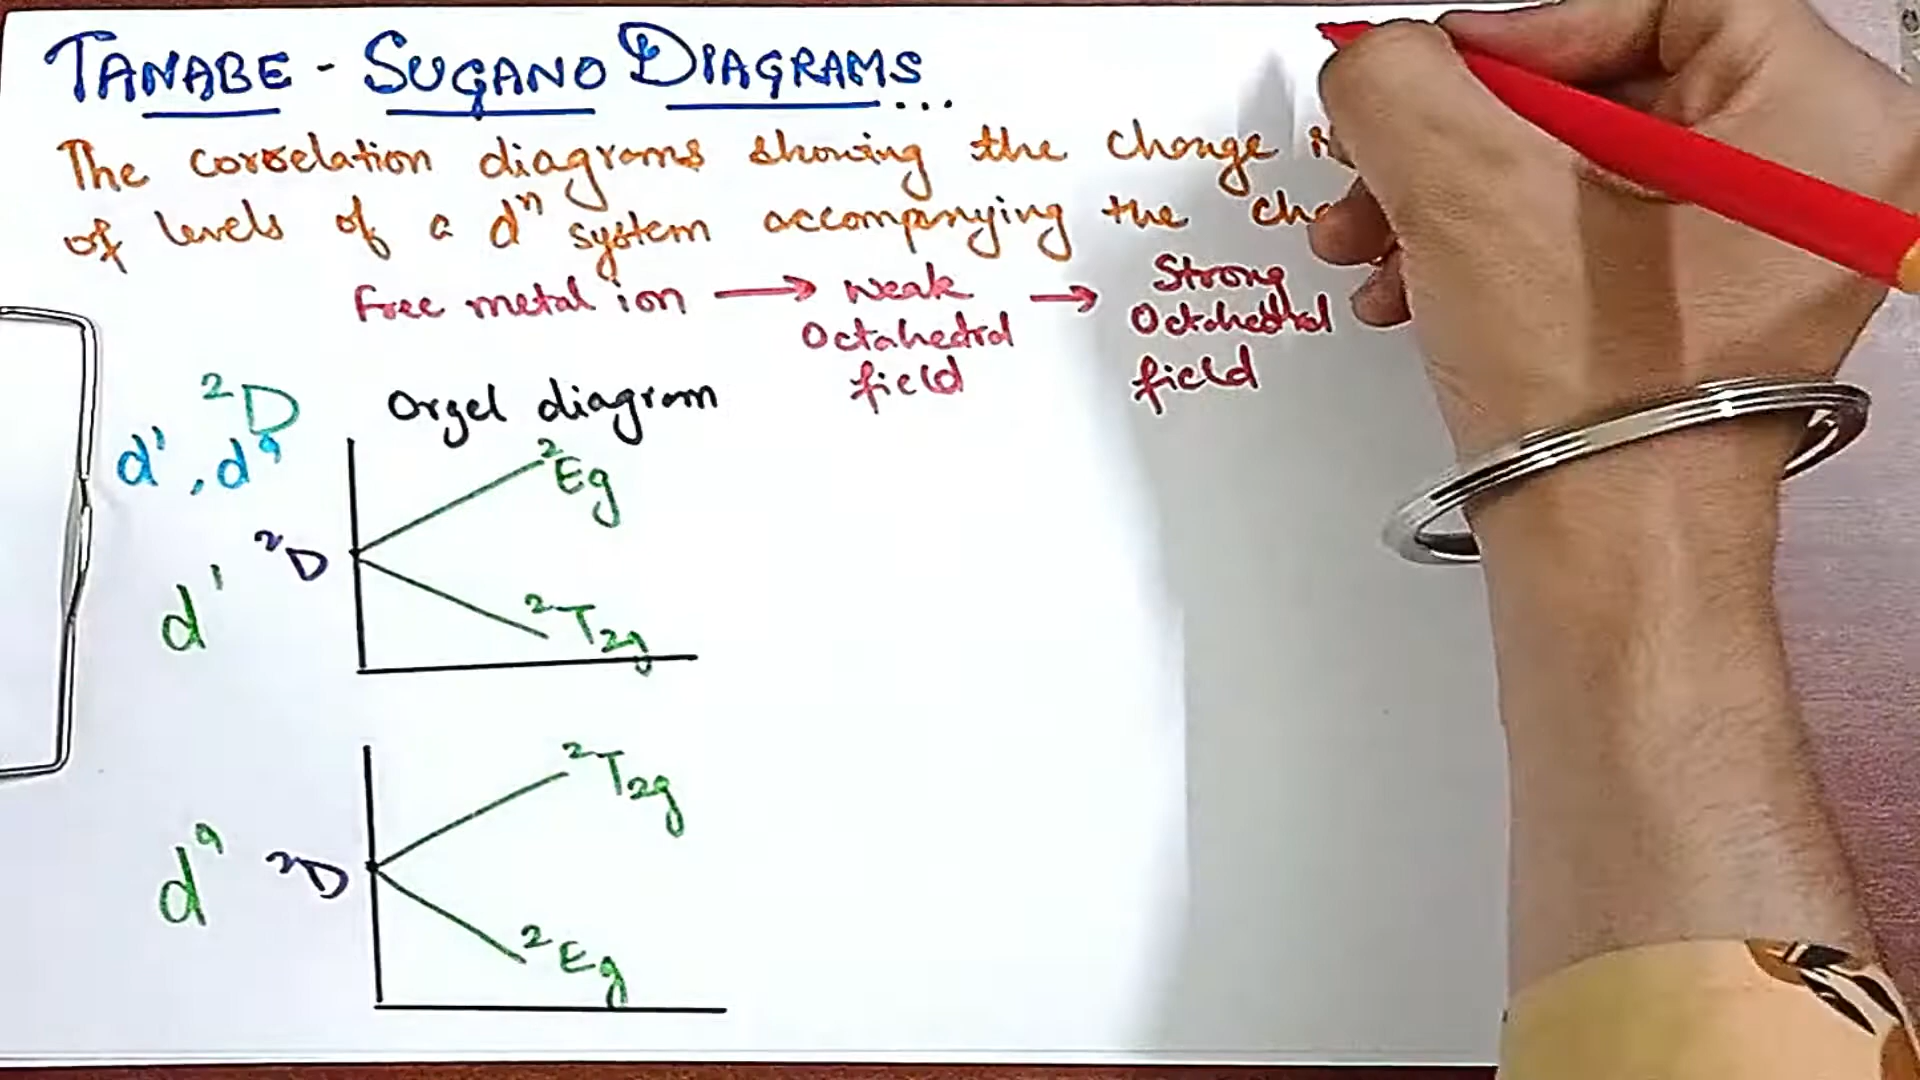 TANABE - SUGANO DIAGRAMS...
The correlation diagrams showing the change
of levels of a dⁿ system accompanying the
Free metal ion → Weak Octahedral field → Strong Octahedral field
²D
d¹, d⁹
Orgel diagram
²Eg
²D
d¹
²T₂g
²T₂g
d⁹ ²D
²Eg